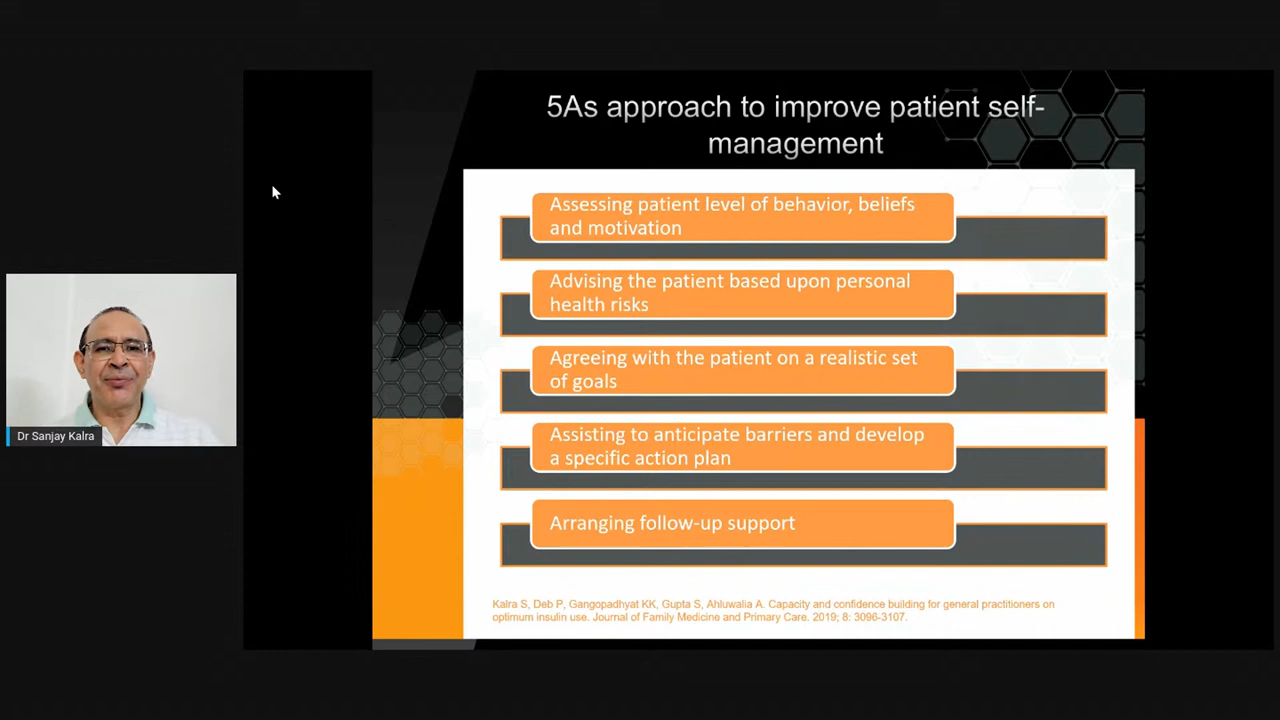 5As approach to improve patient self-
management
Assessing patient level of behavior, beliefs
and motivation
Advising the patient based upon personal
health risks
Agreeing with the patient on a realistic set
of goals
Assisting to anticipate barriers and develop
a specific action plan
Arranging follow-up support
Kalra S, Deb P, Gangopadhyat KK, Gupta S, Ahluwalia A. Capacity and confidence building for general practitioners on
optimum insulin use. Journal of Family Medicine and Primary Care. 2019; 8: 3096-3107.
Dr Sanjay Kalra